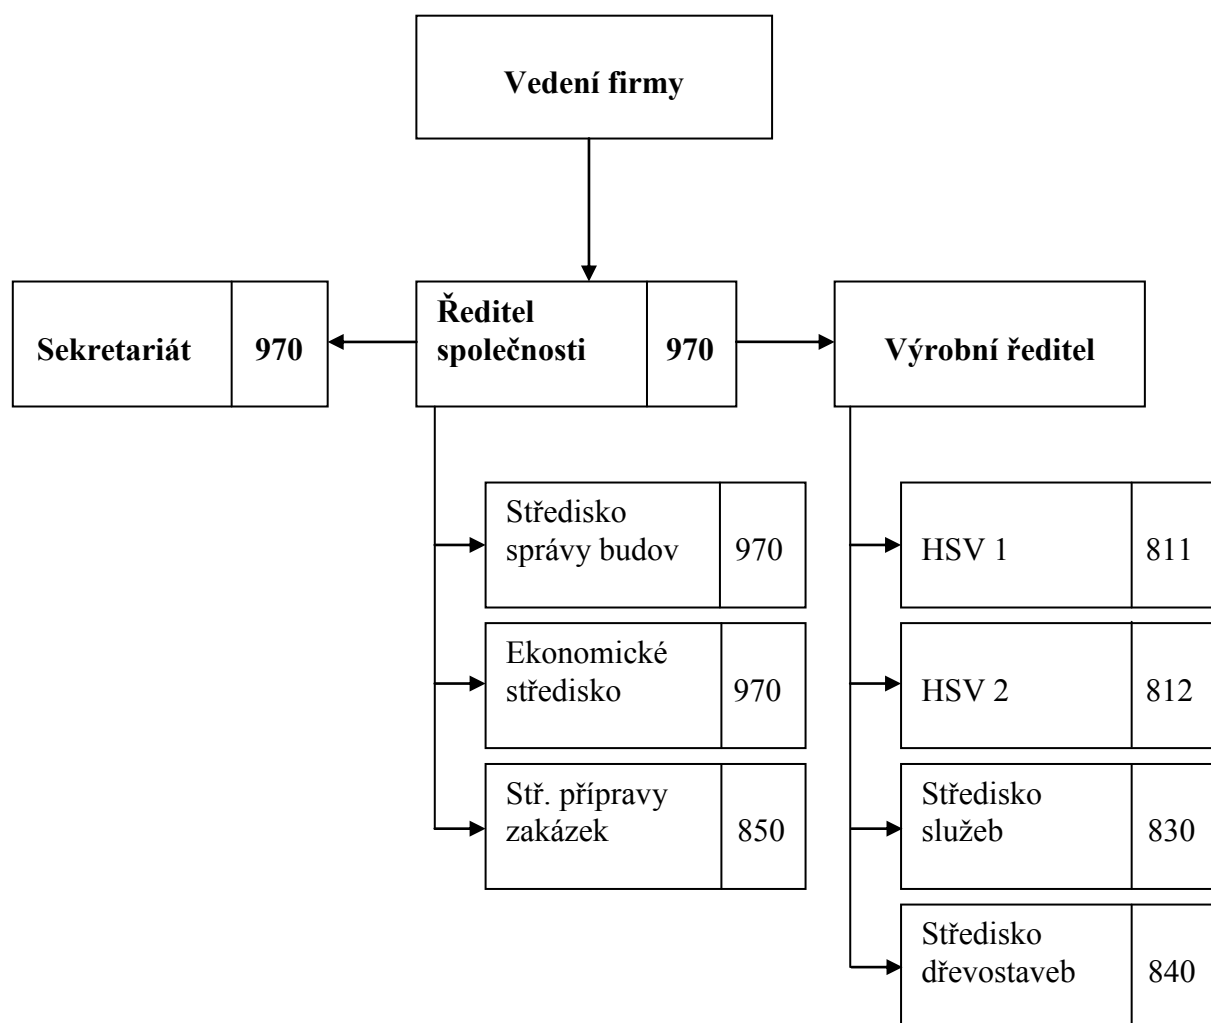 Vedení firmy
Sekretariát 970
Ředitel
společnosti 970
Výrobní ředitel
Středisko
správy budov 970
Ekonomické
středisko 970
Stř. přípravy
zakázek 850
HSV 1 811
HSV 2 812
Středisko
služeb 830
Středisko
dřevostaveb 840